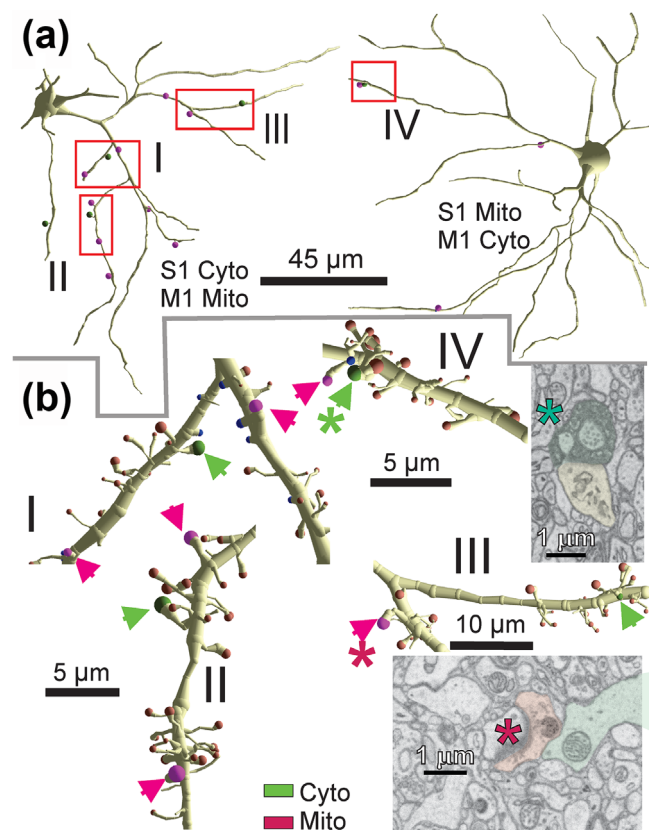 (a)
I
II
III
IV
S1 Cyto
M1 Mito
45 µm
S1 Mito
M1 Cyto
(b)
I
II
5 µm
IV
5 µm
1 µm
III
10 µm
1 µm
Cyto
Mito